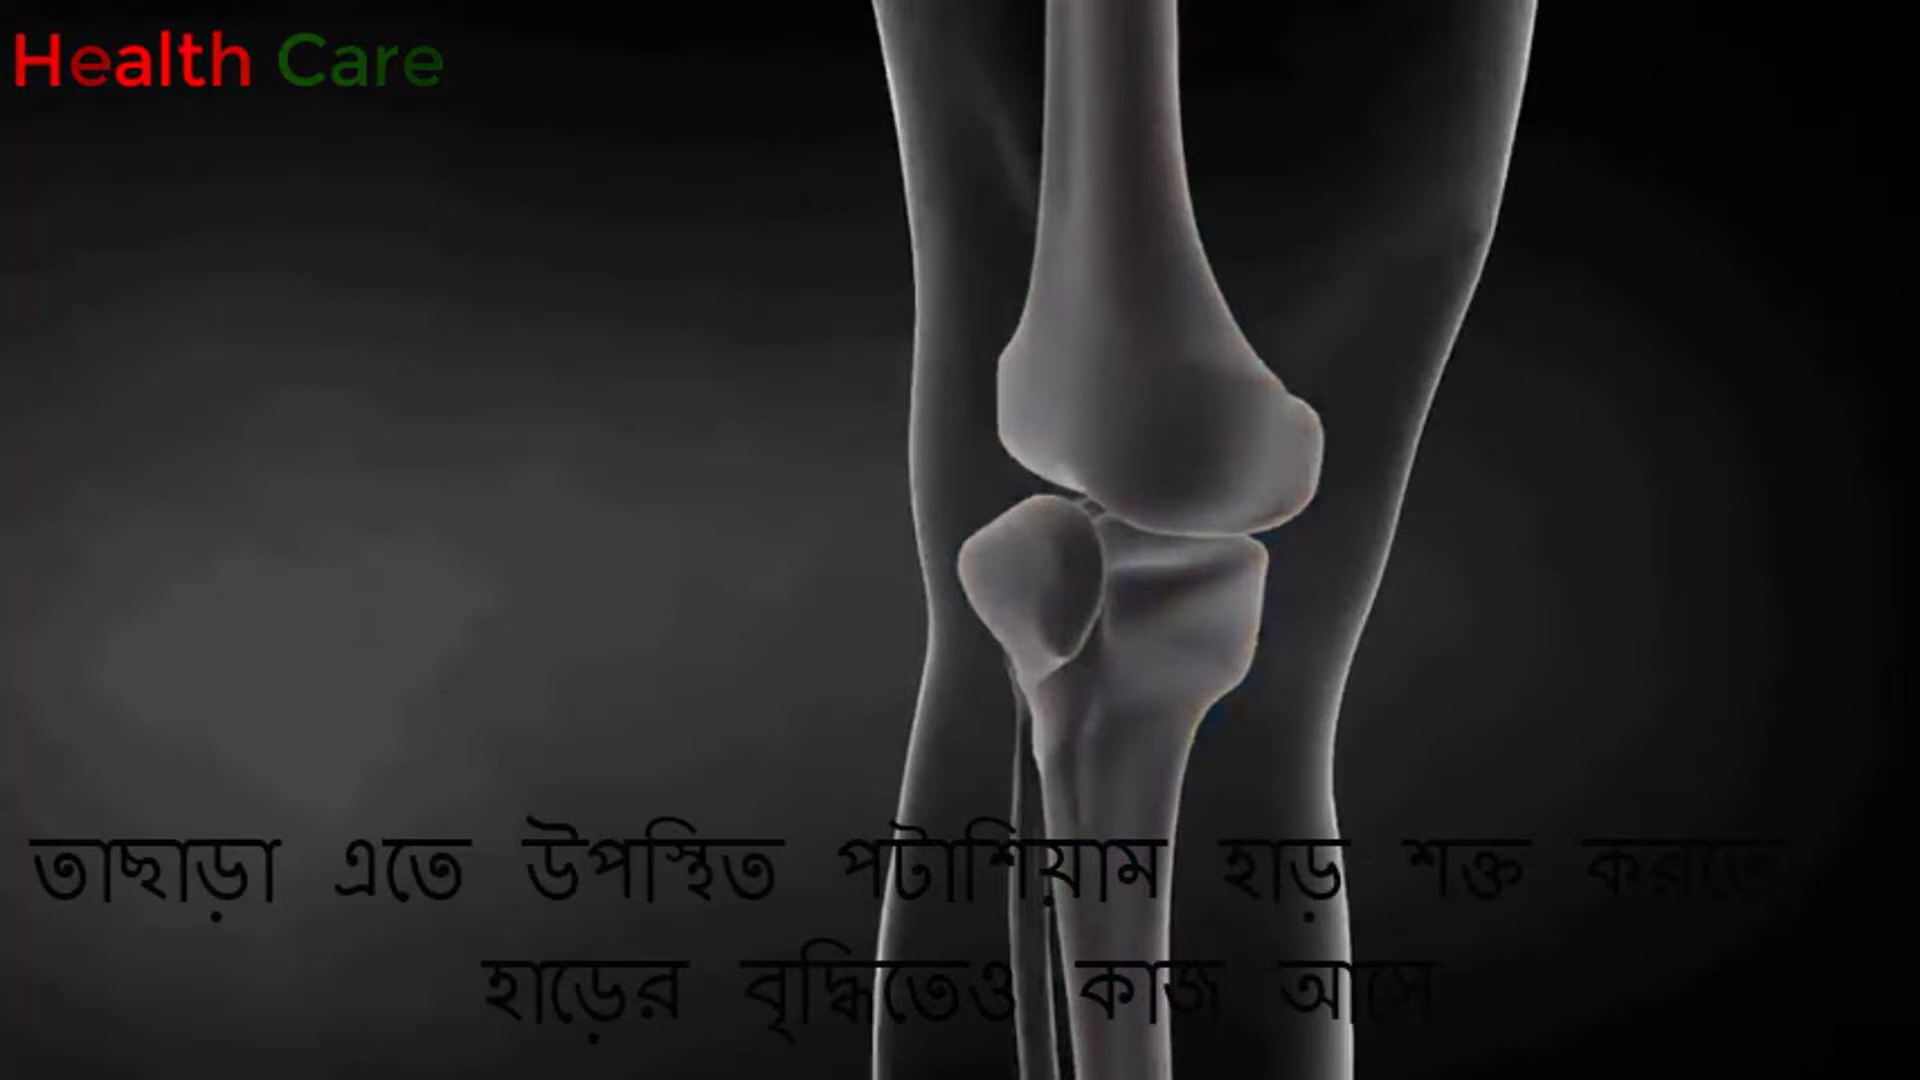 Health Care
তাছাড়া এতে উপস্থিত পটাশিয়াম হাড় শক্ত করতে
হাড়ের বৃদ্ধিতেও কাজ আসে